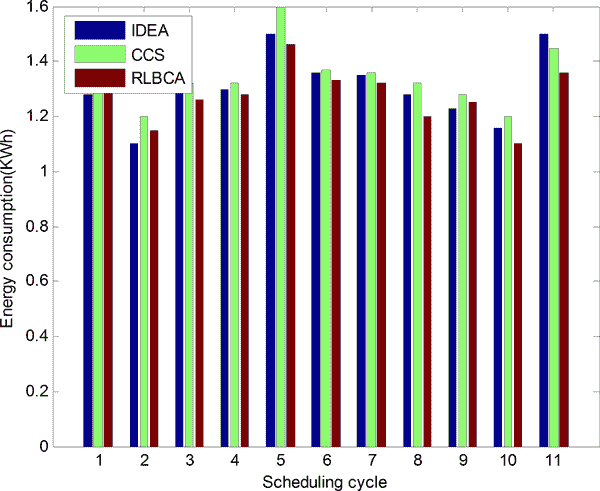 1.6
1.4
1.2
1
0.8
0.6
0.4
0.2
0
Energy consumption(KWh)
IDEA
CCS
RLBCA
1 2 3 4 5 6 7 8 9 10 11
Scheduling cycle